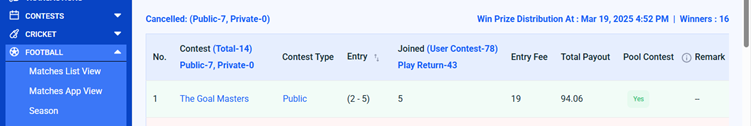 CONTESTS
CRICKET
FOOTBALL
Matches List View
Matches App View
Season
Cancelled: (Public-7, Private-0)
Win Prize Distribution At : Mar 19, 2025 4:52 PM | Winners : 16
No. Contest (Total-14) Contest Type Entry Joined (User Contest-78) Entry Fee Total Payout Pool Contest Remark
Public-7, Private-0 Play Return-43
1 The Goal Masters Public (2 - 5) 5 19 94.06 Yes –